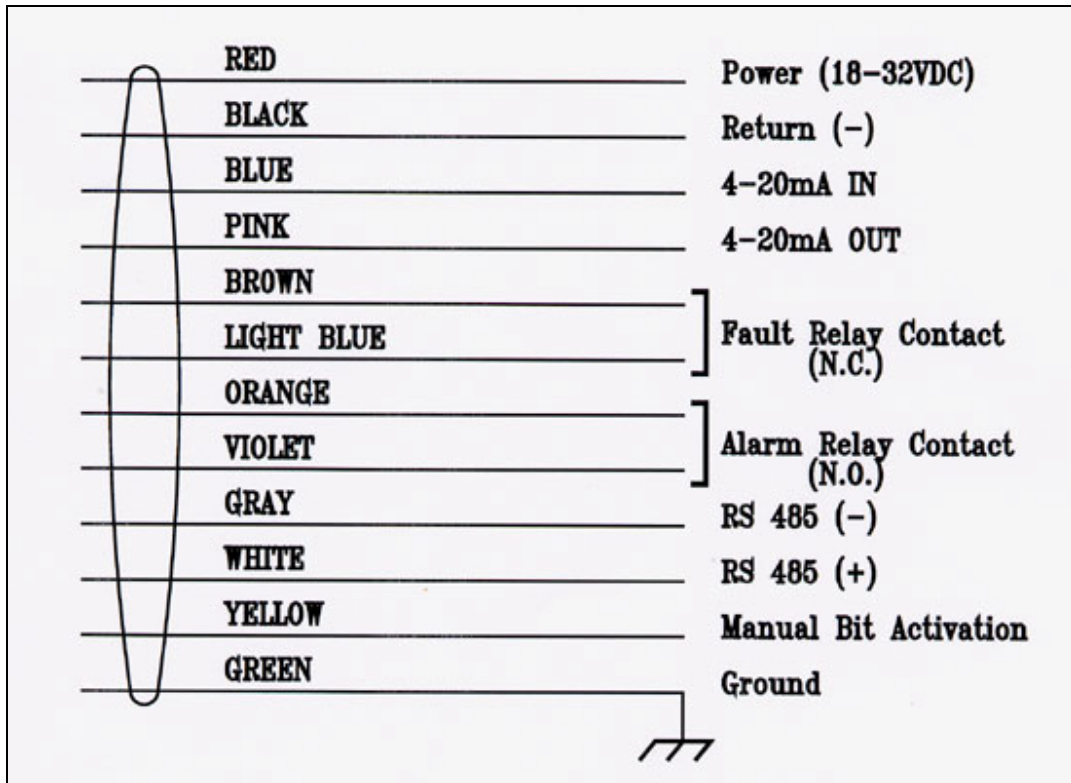 RED
Power (18-32VDC)
BLACK
Return (-)
BLUE
4-20mA IN
PINK
4-20mA OUT
BROWN
LIGHT BLUE
Fault Relay Contact
(N.C.)
ORANGE
VIOLET
Alarm Relay Contact
(N.O.)
GRAY
RS 485 (-)
WHITE
RS 485 (+)
YELLOW
Manual Bit Activation
GREEN
Ground